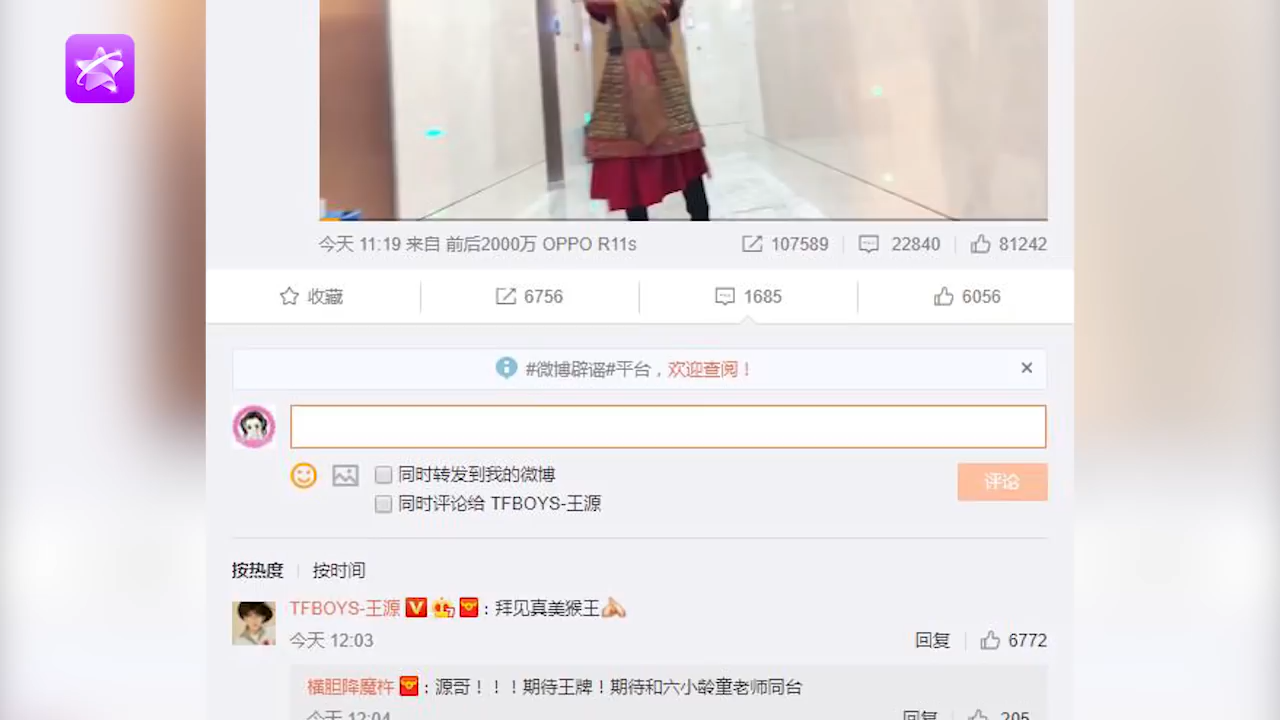 今天 11:19 来自 前后2000万 OPPO R11s 107589 22840 81242
收藏 6756 1685 6056
#微博辟谣#平台，欢迎查阅！
同时转发到我的微博
评论
同时评论给 TFBOYS-王源
按热度 按时间
TFBOYS-王源 V：拜见真美猴王
今天 12:03 回复 6772
横胆降魔杵：源哥！！！期待王牌！期待和六小龄童老师同台
今天 12:04 回复 205